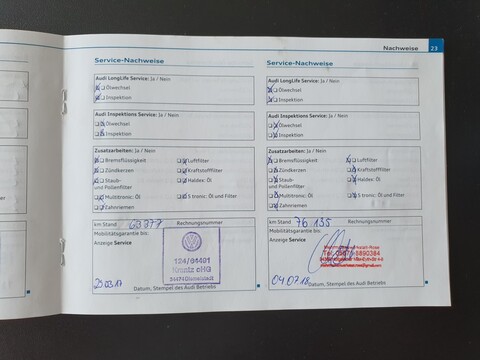 Nachweise 23
Service-Nachweise
Audi LongLife Service: Ja / Nein
Ölwechsel
Inspektion
Audi Inspektions Service: Ja / Nein
Ölwechsel
Inspektion
Zusatzarbeiten: Ja / Nein
Bremsflüssigkeit
Luftfilter
Zündkerzen
Kraftstofffilter
Staub-
und Pollenfilter
Haldex: Öl
Multitronic: Öl
S tronic: Öl und Filter
Zahnriemen
km Stand 63 377 Rechnungsnummer
Mobilitätsgarantie bis:
Anzeige Service
124/61491
Krantz oHG
20.03.17
Datum, Stempel des Audi Betriebs
Service-Nachweise
Audi LongLife Service: Ja / Nein
Ölwechsel
Inspektion
Audi Inspektions Service: Ja / Nein
Ölwechsel
Inspektion
Zusatzarbeiten: Ja / Nein
Bremsflüssigkeit
Luftfilter
Zündkerzen
Kraftstofffilter
Staub-
und Pollenfilter
Haldex: Öl
Multitronic: Öl
S tronic: Öl und Filter
Zahnriemen
km Stand 76 135 Rechnungsnummer
Mobilitätsgarantie bis:
Anzeige Service
04.07.18
Datum, Stempel des Audi Betriebs